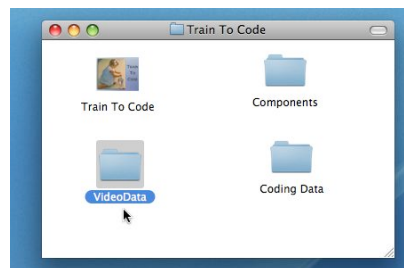 Train To Code
Train To Code
Components
VideoData
Coding Data